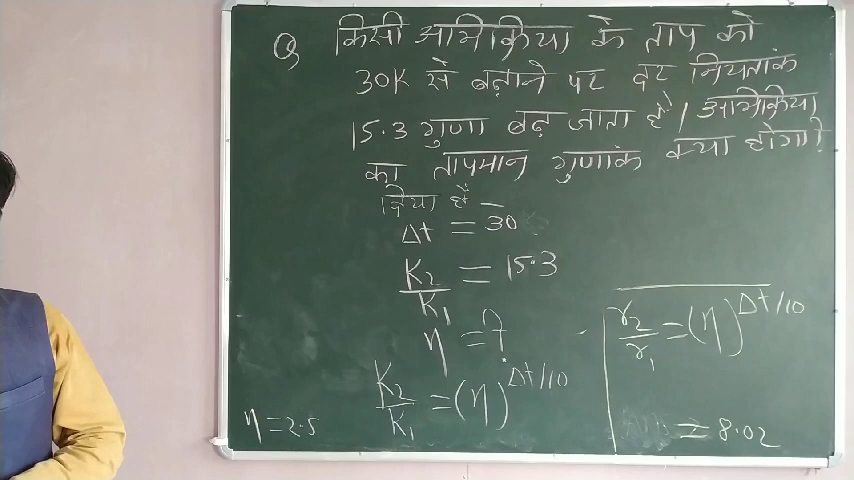 Q किसी अभिक्रिया के ताप को
30K से बढ़ाने पर दर नियतांक
15.3 गुणा बढ़ जाता है। अभिक्रिया
का तापमान गुणांक क्या होगा?
दिया है –
Δt = 30
K2/K1 = 15.3
η = ?
K2/K1 = (η)^Δt/10
η = 2.5
r2/r1 = (η)^Δt/10
= 8.02